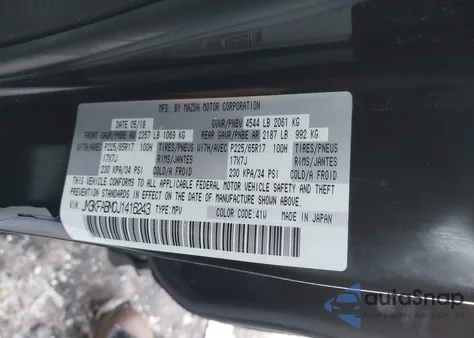 MFD. BY MAZDA MOTOR CORPORATION
DATE 05/18 GVWR/PNBV 4544 LB 2061 KG
FRONT GAWR/PNBE AV 2357 LB 1069 KG REAR GAWR/PNBE AR 2187 LB 992 KG
WITH/AVEC P225/65R17 100H TIRES/PNEUS WITH/AVEC P225/65R17 100H TIRES/PNEUS
17X7J RIMS/JANTES 17X7J RIMS/JANTES
230 KPA/34 PSI COLD/A FROID 230 KPA/34 PSI COLD/A FROID
THIS VEHICLE CONFORMS TO ALL APPLICABLE FEDERAL MOTOR VEHICLE SAFETY, BUMPER, AND THEFT
PREVENTION STANDARDS IN EFFECT ON THE DATE OF MANUFACTURE SHOWN ABOVE.
VIN: JM3KFABM0J1416243 TYPE:MPV COLOR CODE:41U MADE IN JAPAN
autoSnap